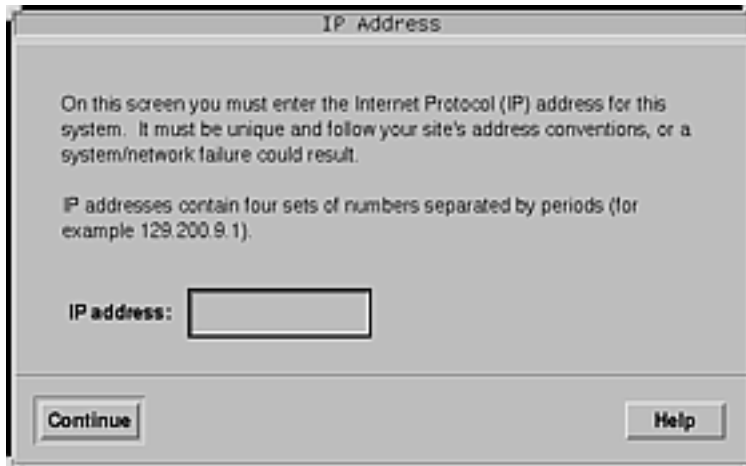 IP Address
On this screen you must enter the Internet Protocol (IP) address for this
system. It must be unique and follow your site's address conventions, or a
system/network failure could result.
IP addresses contain four sets of numbers separated by periods (for
example 129.200.9.1).
IP address:
Continue
Help